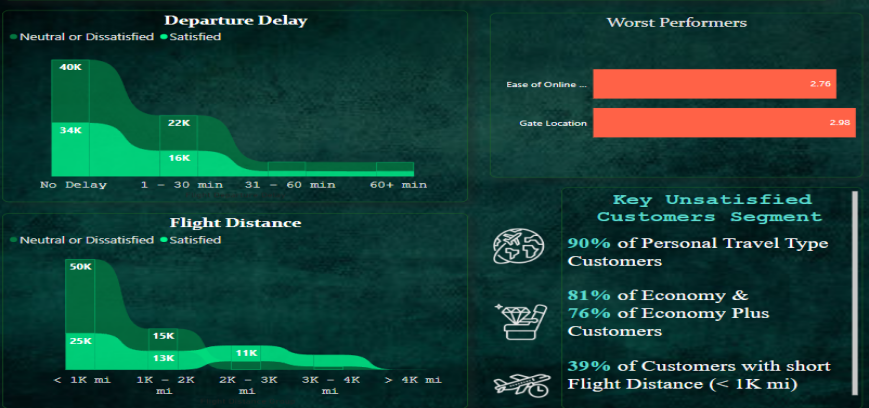 Departure Delay
Neutral or Dissatisfied Satisfied
40K
34K
22K
16K
No Delay 1 - 30 min 31 - 60 min 60+ min
Flight Distance
Neutral or Dissatisfied Satisfied
50K
25K
15K
13K
11K
< 1K mi 1K - 2K mi 2K - 3K mi 3K - 4K mi > 4K mi
Worst Performers
Ease of Online ... 2.76
Gate Location 2.98
Key Unsatisfied
Customers Segment
90% of Personal Travel Type
Customers
81% of Economy &
76% of Economy Plus
Customers
39% of Customers with short
Flight Distance (< 1K mi)